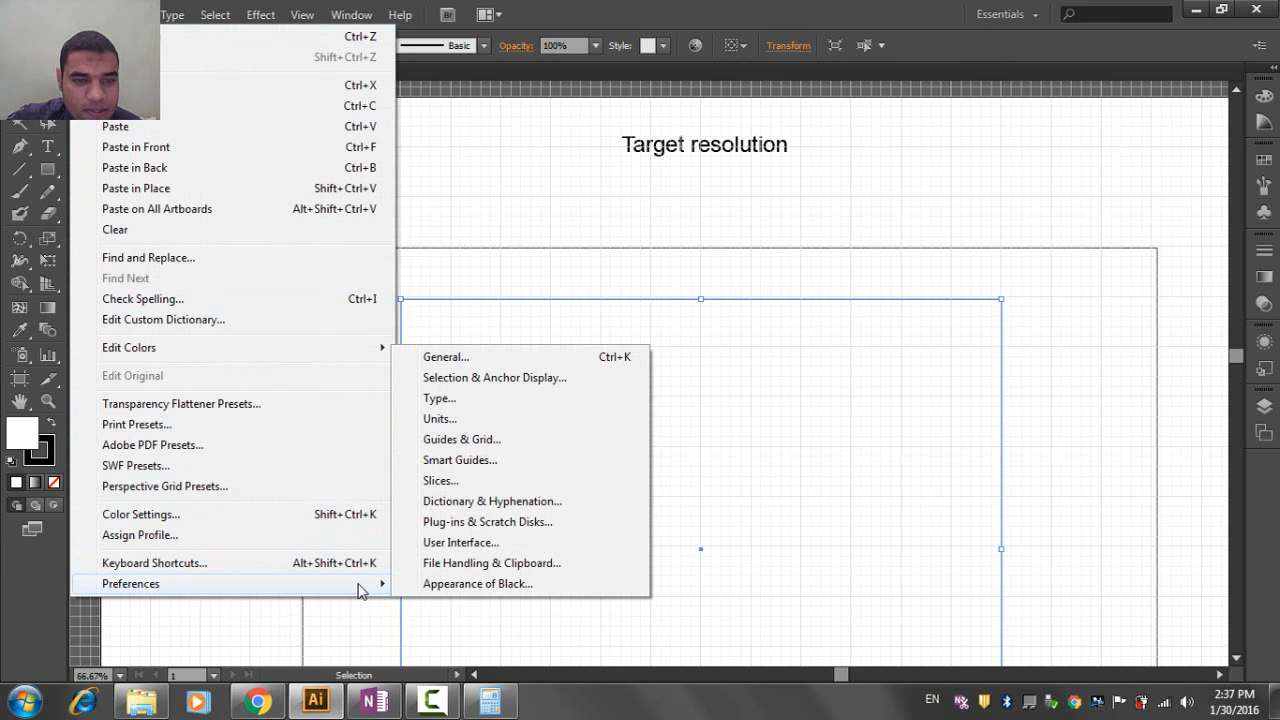 Type Select Effect View Window Help Br Essentials
Basic Opacity: 100% Style: Transform
Ctrl+Z
Shift+Ctrl+Z
Ctrl+X
Ctrl+C
Paste Ctrl+V
Paste in Front Ctrl+F
Paste in Back Ctrl+B
Paste in Place Shift+Ctrl+V
Paste on All Artboards Alt+Shift+Ctrl+V
Clear
Find and Replace...
Find Next
Check Spelling... Ctrl+I
Edit Custom Dictionary...
Edit Colors
Edit Original
Transparency Flattener Presets...
Print Presets...
Adobe PDF Presets...
SWF Presets...
Perspective Grid Presets...
Color Settings... Shift+Ctrl+K
Assign Profile...
Keyboard Shortcuts... Alt+Shift+Ctrl+K
Preferences
General... Ctrl+K
Selection & Anchor Display...
Type...
Units...
Guides & Grid...
Smart Guides...
Slices...
Dictionary & Hyphenation...
Plug-ins & Scratch Disks...
User Interface...
File Handling & Clipboard...
Appearance of Black...
Target resolution
66.67% 1 Selection
Ai N C EN 2:37 PM
1/30/2016